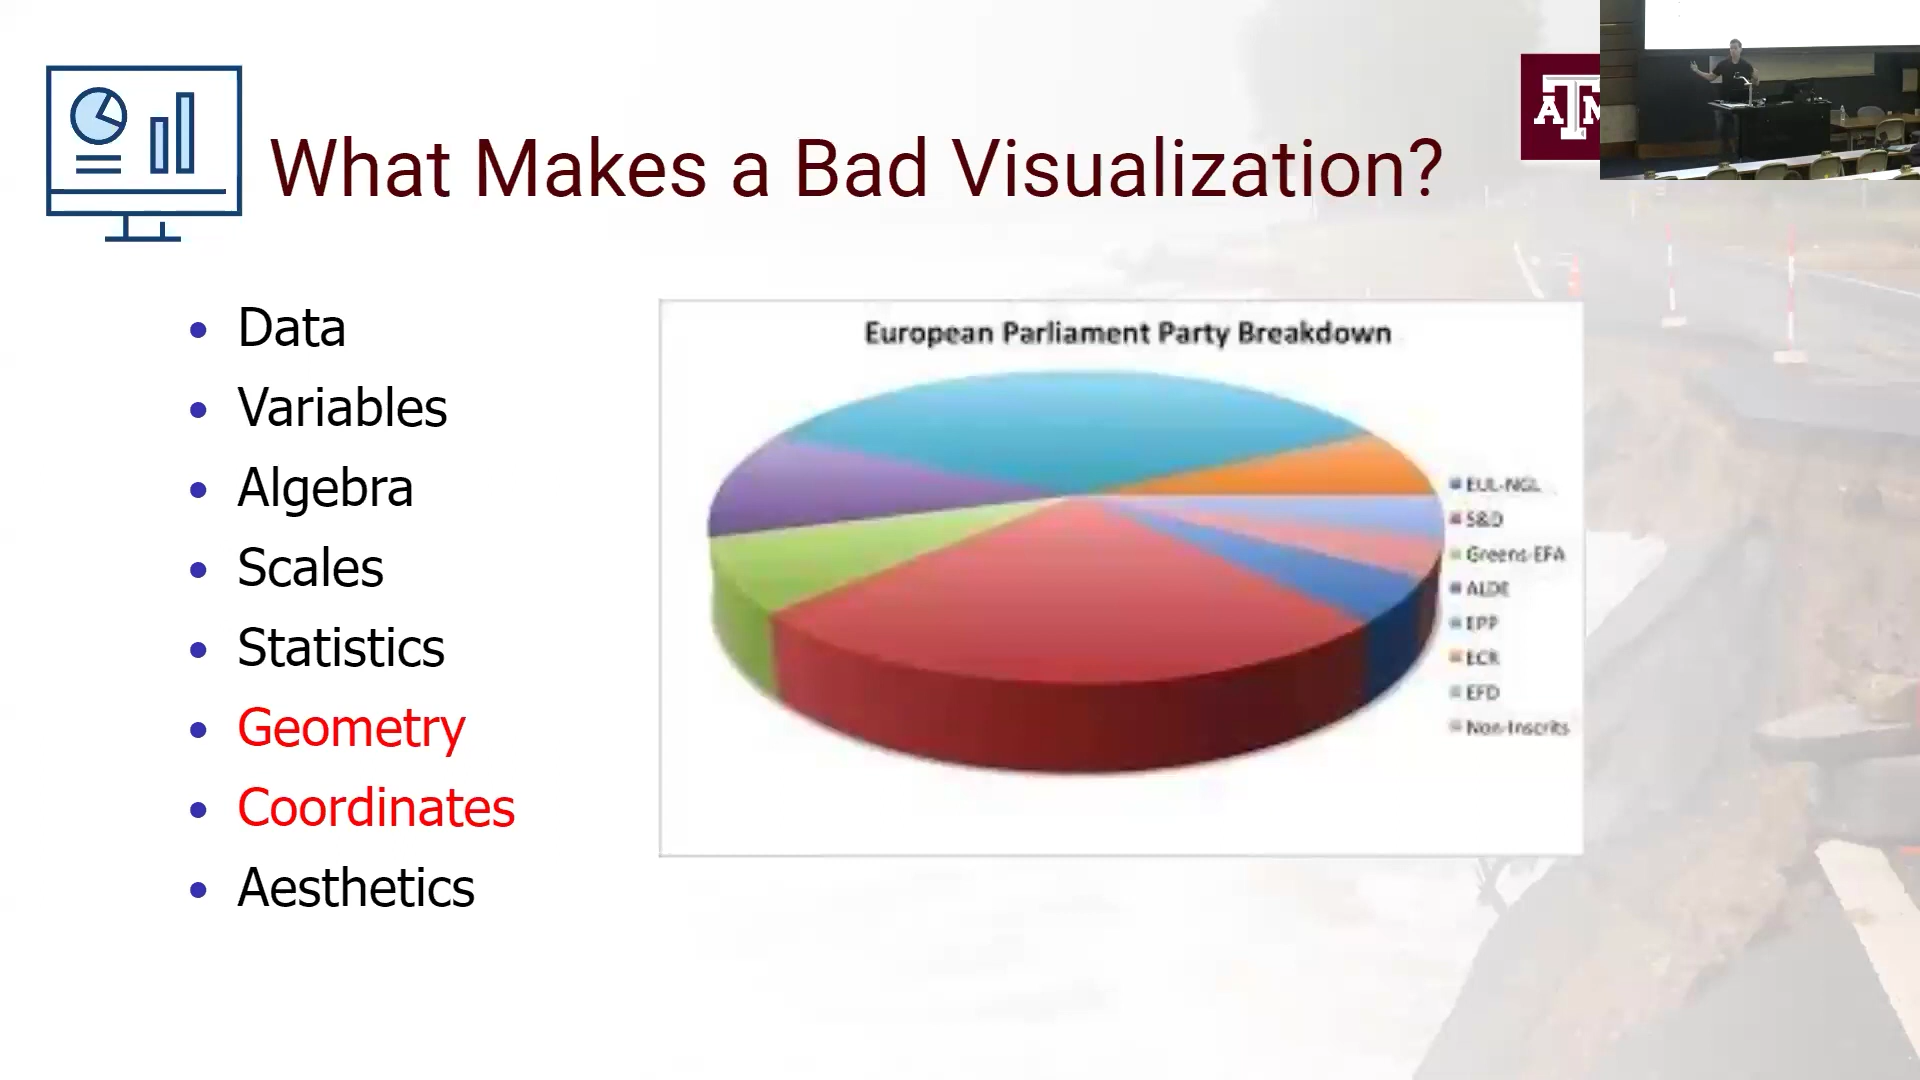 What Makes a Bad Visualization?
ATM
• Data
• Variables
• Algebra
• Scales
• Statistics
• Geometry
• Coordinates
• Aesthetics
European Parliament Party Breakdown
EUL-NGL
S&D
Greens-EFA
ALDE
EPP
ECR
EFD
Non-Inscrits